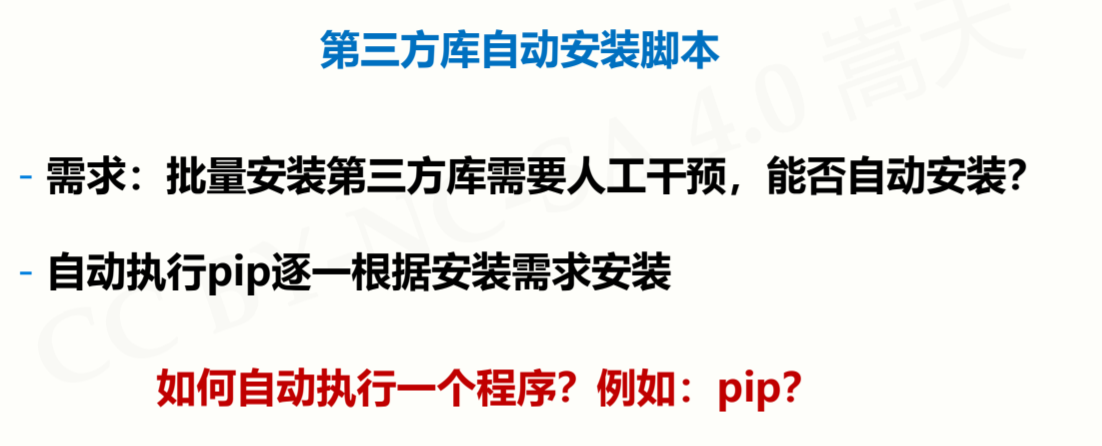 第三方库自动安装脚本
- 需求：批量安装第三方库需要人工干预，能否自动安装？
- 自动执行pip逐一根据安装需求安装
如何自动执行一个程序？例如：pip？
CC BY NC SA 4.0 嵩天